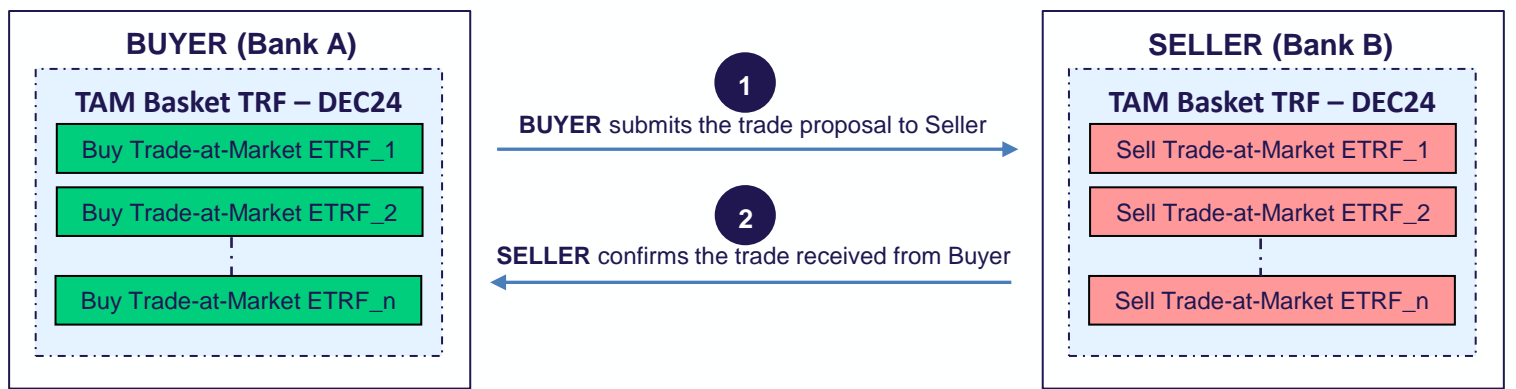 BUYER (Bank A)
TAM Basket TRF – DEC24
Buy Trade-at-Market ETRF_1
Buy Trade-at-Market ETRF_2
Buy Trade-at-Market ETRF_n
1
BUYER submits the trade proposal to Seller
2
SELLER confirms the trade received from Buyer
SELLER (Bank B)
TAM Basket TRF – DEC24
Sell Trade-at-Market ETRF_1
Sell Trade-at-Market ETRF_2
Sell Trade-at-Market ETRF_n